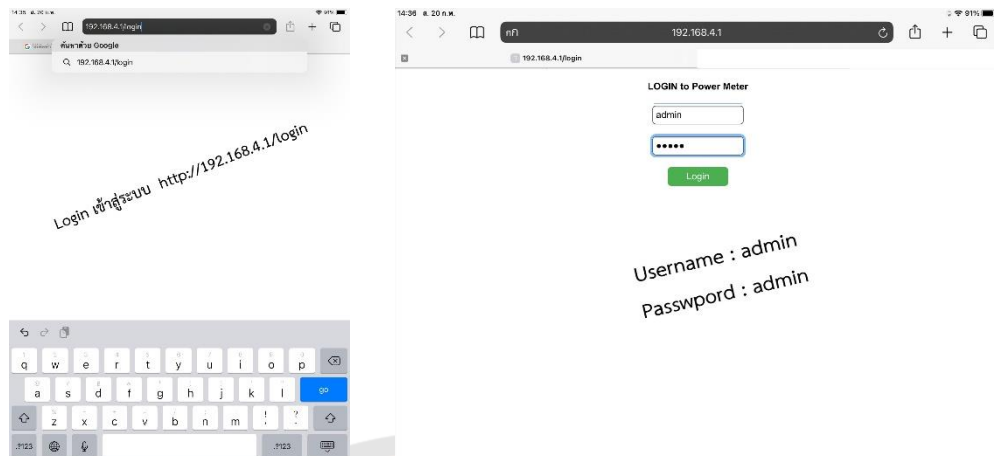 14:35 อ. 20 ก.พ.
91%
192.168.4.1/login
ค้นหาด้วย Google
192.168.4.1/login
Login เข้าสู่ระบบ http://192.168.4.1/login
q w e r t y u i o p
a s d f g h j k l go
z x c v b n m ! ?
.?123 .?123
14:36 อ. 20 ก.พ.
91%
กก 192.168.4.1
192.168.4.1/login
LOGIN to Power Meter
admin
•••••
Login
Username : admin
Passwpord : admin